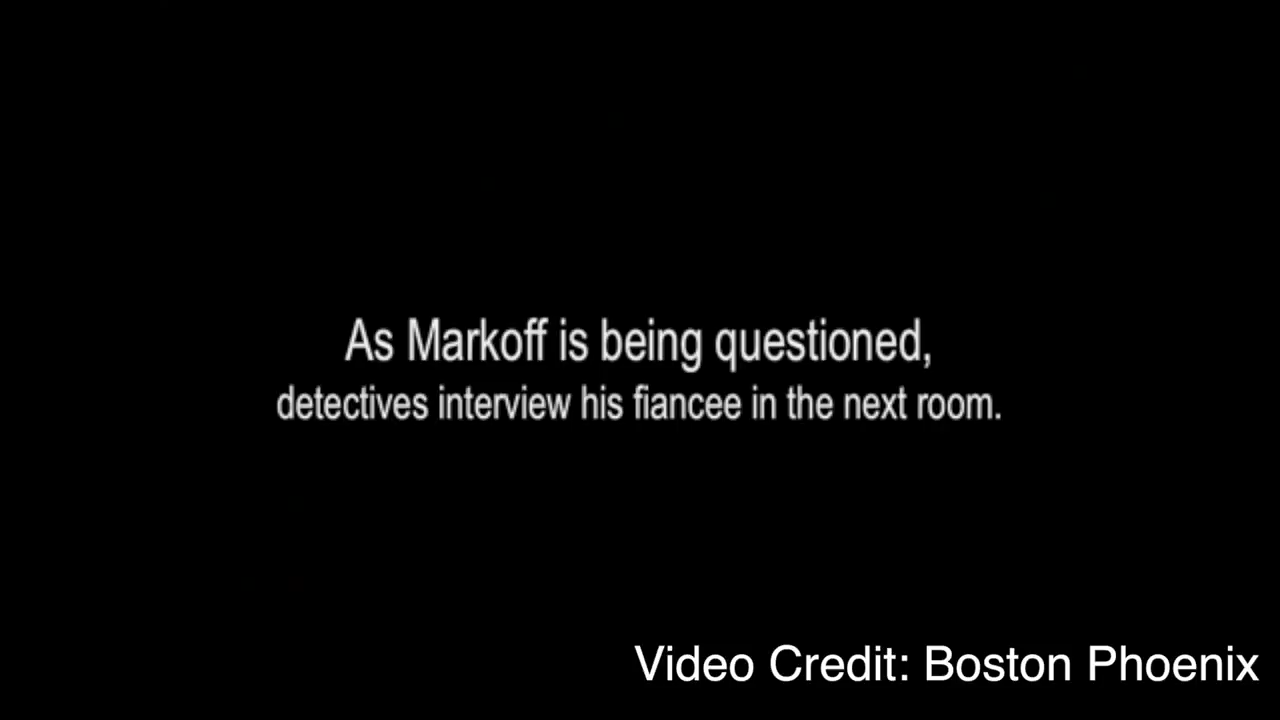 As Markoff is being questioned,
detectives interview his fiancee in the next room.
Video Credit: Boston Phoenix